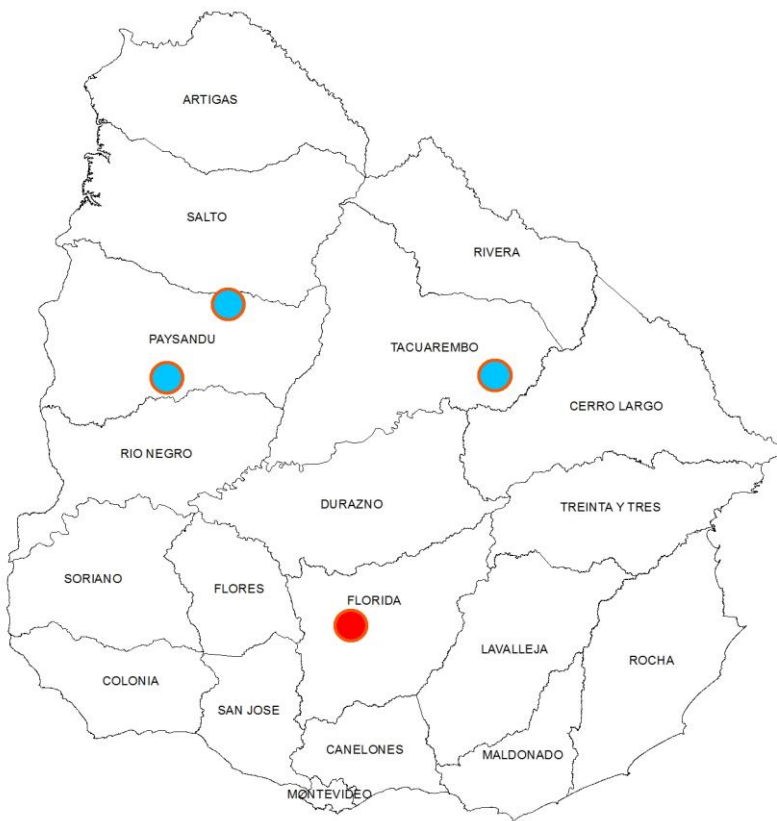 ARTIGAS
SALTO
RIVERA
PAYSANDU
TACUAREMBO
CERRO LARGO
RIO NEGRO
DURAZNO
TREINTA Y TRES
SORIANO
FLORES
FLORIDA
LAVALLEJA
ROCHA
COLONIA
SAN JOSE
CANELONES
MALDONADO
MONTEVIDEO